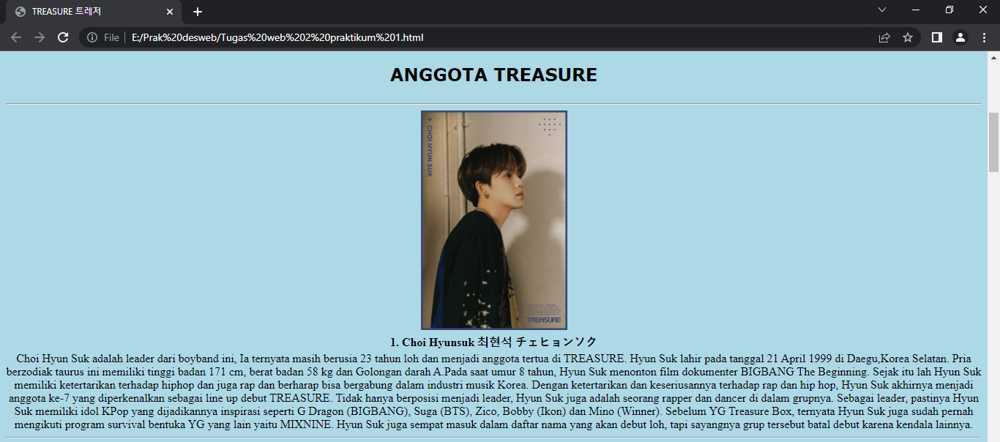 TREASURE 트레저
File
E:/Prak%20desweb/Tugas%20web%202%20praktikum%201.html
ANGGOTA TREASURE
CHOI HYUN SUK
TREASURE
1. Choi Hyunsuk 최현석 チェヒョンソク
Choi Hyun Suk adalah leader dari boyband ini, Ia ternyata masih berusia 23 tahun loh dan menjadi anggota tertua di TREASURE. Hyun Suk lahir pada tanggal 21 April 1999 di Daegu,Korea Selatan. Pria
berzodiak taurus ini memiliki tinggi badan 171 cm, berat badan 58 kg dan Golongan darah A.Pada saat umur 8 tahun, Hyun Suk menonton film dokumenter BIGBANG The Beginning. Sejak itu lah Hyun Suk
memiliki ketertarikan terhadap hiphop dan juga rap dan berharap bisa bergabung dalam industri musik Korea. Dengan ketertarikan dan keseriusannya terhadap rap dan hip hop, Hyun Suk akhirnya menjadi
anggota ke-7 yang diperkenalkan sebagai line up debut TREASURE. Tidak hanya berposisi menjadi leader, Hyun Suk juga adalah seorang rapper dan dancer di dalam grupnya. Sebagai leader, pastinya Hyun
Suk memiliki idol KPop yang dijadikannya inspirasi seperti G Dragon (BIGBANG), Suga (BTS), Zico, Bobby (Ikon) dan Mino (Winner). Sebelum YG Treasure Box, ternyata Hyun Suk juga sudah pernah
mengikuti program survival bentuka YG yang lain yaitu MIXNINE. Hyun Suk juga sempat masuk dalam daftar nama yang akan debut loh, tapi sayangnya grup tersebut batal debut karena kendala lainnya.